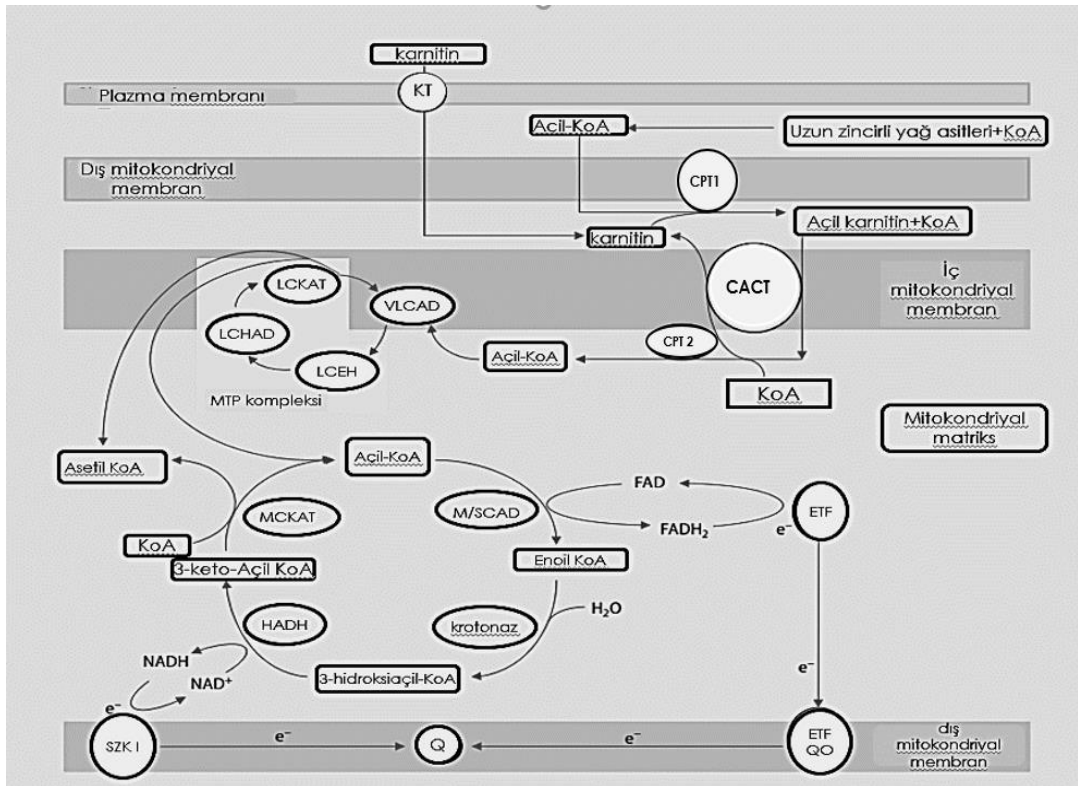 karnitin
KT
Plazma membranı
Acil-KoA
Uzun zincirli yağ asitleri+KoA
Dış mitokondriyal
membran
CPT1
karnitin
Açil karnitin+KoA
İç
mitokondriyal
membran
CACT
LCKAT
VLCAD
LCHAD
LCEH
MTP kompleksi
CPT 2
Açil-KoA
KoA
Mitokondriyal
matriks
Asetil KoA
Açil-KoA
MCKAT
M/SCAD
FAD
FADH₂
e⁻
ETF
KoA
3-keto-Açil KoA
Enoil KoA
HADH
krotonaz
H₂O
NADH
NAD⁺
3-hidroksiaçil-KoA
e⁻
e⁻
SZK I
e⁻
Q
e⁻
ETF
QO
dış
mitokondriyal
membran